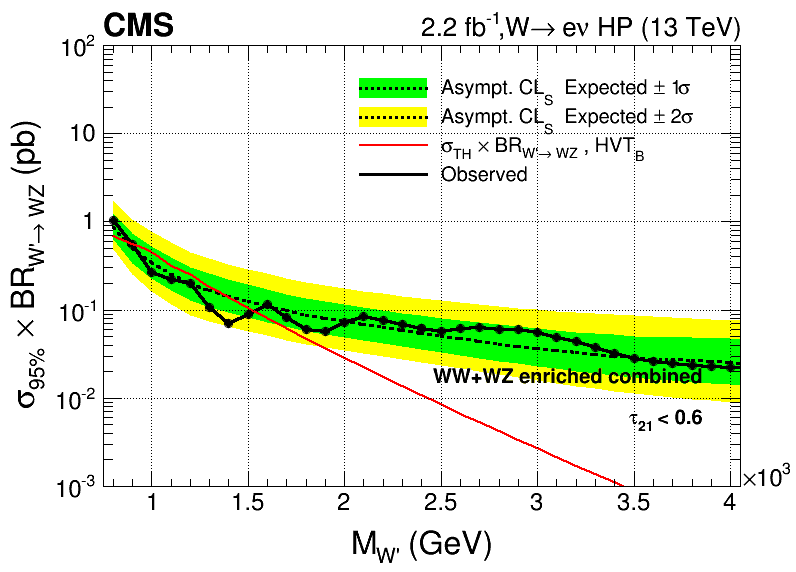 CMS
2.2 fb⁻¹,W→ eν HP (13 TeV)
σ₉₅% × BR_W'→ WZ (pb)
10²
10
1
10⁻¹
10⁻²
10⁻³
Asympt. CL_S Expected ± 1σ
Asympt. CL_S Expected ± 2σ
σ_TH × BR_W'→ WZ , HVT_B
Observed
WW+WZ enriched combined
τ₂₁ < 0.6
1 1.5 2 2.5 3 3.5 4
×10³
M_W' (GeV)